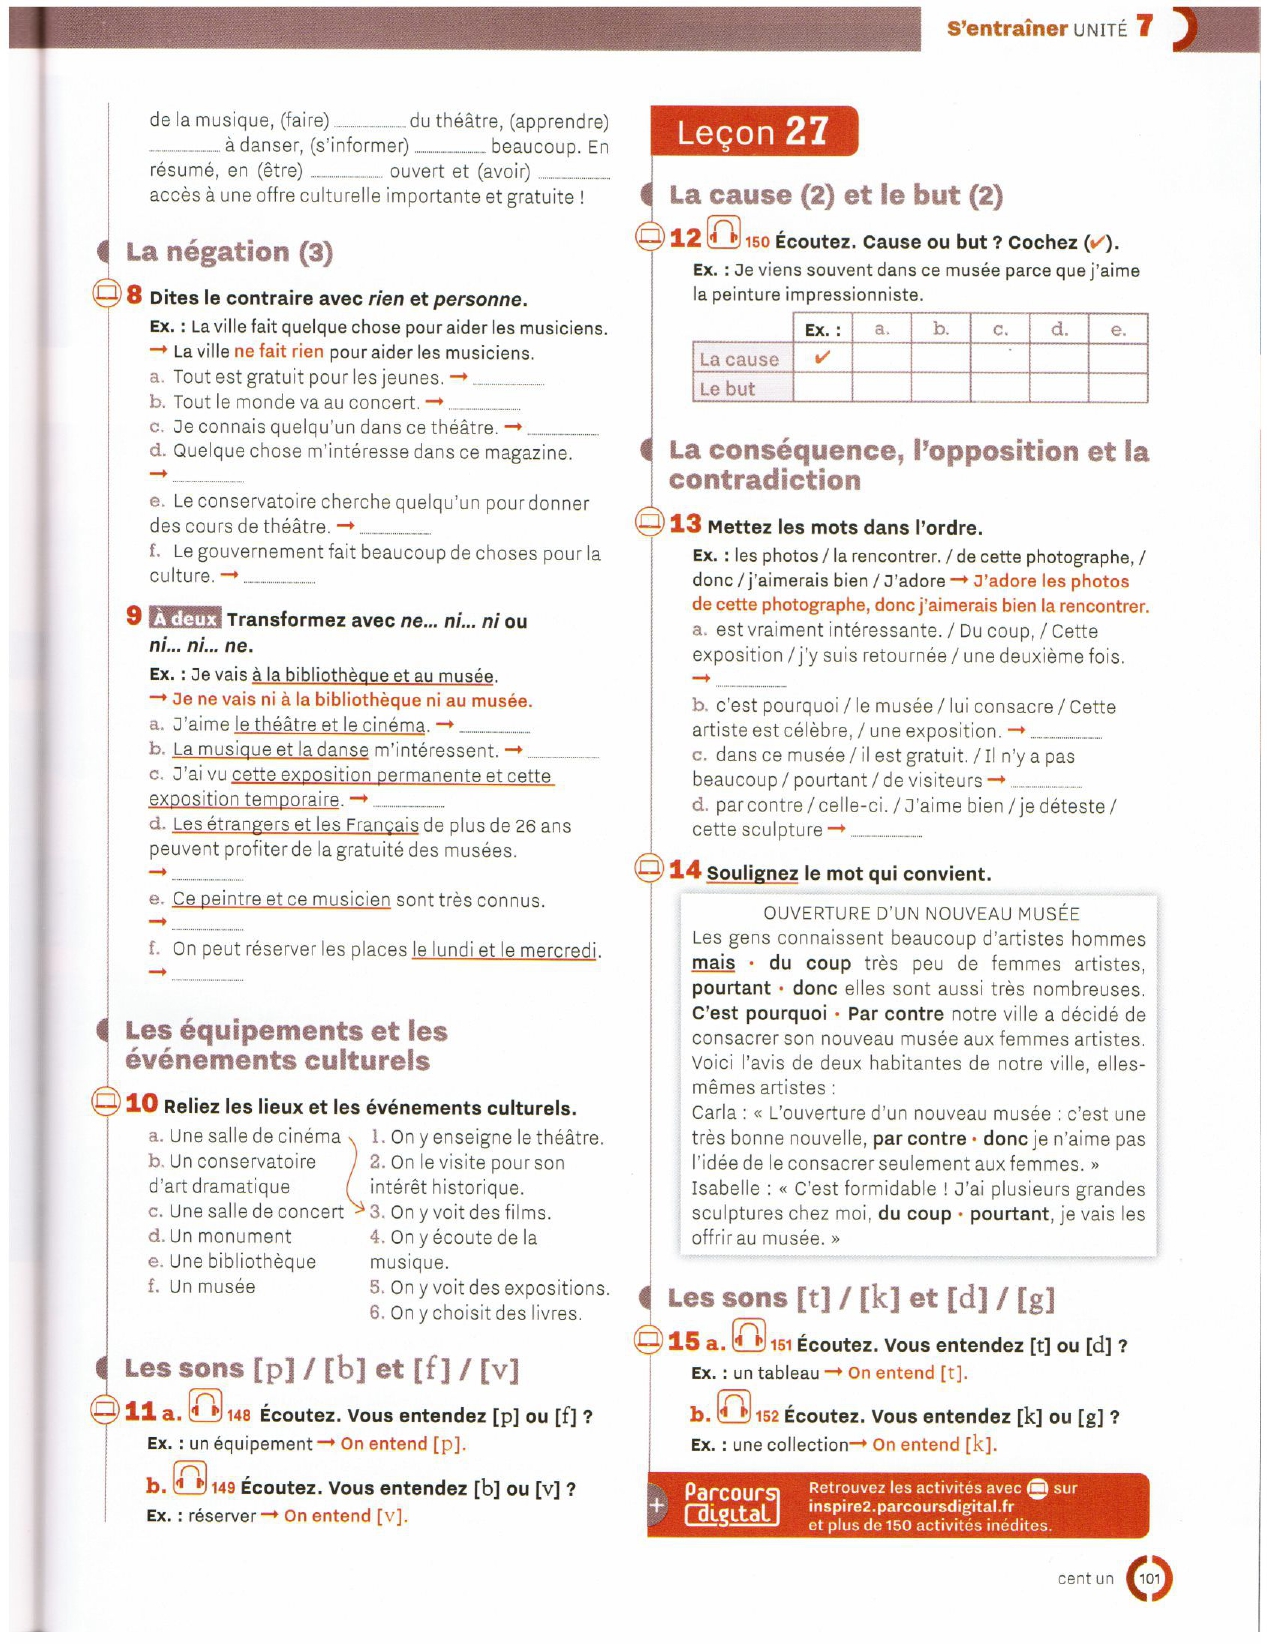 S'entraîner UNITÉ 7
de la musique, (faire) ............ du théâtre, (apprendre)
............ à danser, (s'informer) ............ beaucoup. En
résumé, en (être) ............ ouvert et (avoir) ............
accès à une offre culturelle importante et gratuite !
La négation (3)
8 Dites le contraire avec rien et personne.
Ex. : La ville fait quelque chose pour aider les musiciens.
→ La ville ne fait rien pour aider les musiciens.
a. Tout est gratuit pour les jeunes. → ............
b. Tout le monde va au concert. → ............
c. Je connais quelqu'un dans ce théâtre. → ............
d. Quelque chose m'intéresse dans ce magazine.
→ ............
e. Le conservatoire cherche quelqu'un pour donner
des cours de théâtre. → ............
f. Le gouvernement fait beaucoup de choses pour la
culture. → ............
9 À deux Transformez avec ne... ni... ni ou
ni... ni... ne.
Ex. : Je vais à la bibliothèque et au musée.
→ Je ne vais ni à la bibliothèque ni au musée.
a. J'aime le théâtre et le cinéma. → ............
b. La musique et la danse m'intéressent. → ............
c. J'ai vu cette exposition permanente et cette
exposition temporaire. → ............
d. Les étrangers et les Français de plus de 26 ans
peuvent profiter de la gratuité des musées.
→ ............
e. Ce peintre et ce musicien sont très connus.
→ ............
f. On peut réserver les places le lundi et le mercredi.
→ ............
Les équipements et les
événements culturels
10 Reliez les lieux et les événements culturels.
a. Une salle de cinéma
b. Un conservatoire
d'art dramatique
c. Une salle de concert
d. Un monument
e. Une bibliothèque
f. Un musée
1. On y enseigne le théâtre.
2. On le visite pour son
intérêt historique.
3. On y voit des films.
4. On y écoute de la
musique.
5. On y voit des expositions.
6. On y choisit des livres.
Les sons [p] / [b] et [f] / [v]
11 a. 148 Écoutez. Vous entendez [p] ou [f] ?
Ex. : un équipement → On entend [p].
b. 149 Écoutez. Vous entendez [b] ou [v] ?
Ex. : réserver → On entend [v].
Leçon 27
La cause (2) et le but (2)
12 150 Écoutez. Cause ou but ? Cochez (✔).
Ex. : Je viens souvent dans ce musée parce que j'aime
la peinture impressionniste.
Ex. : a. b. c. d. e.
La cause ✔
Le but
La conséquence, l'opposition et la
contradiction
13 Mettez les mots dans l'ordre.
Ex. : les photos / la rencontrer. / de cette photographe, /
donc / j'aimerais bien / J'adore → J'adore les photos
de cette photographe, donc j'aimerais bien la rencontrer.
a. est vraiment intéressante. / Du coup, / Cette
exposition / j'y suis retournée / une deuxième fois.
→ ............
b. c'est pourquoi / le musée / lui consacre / Cette
artiste est célèbre, / une exposition. → ............
c. dans ce musée / il est gratuit. / Il n'y a pas
beaucoup / pourtant / de visiteurs → ............
d. par contre / celle-ci. / J'aime bien / je déteste /
cette sculpture → ............
14 Soulignez le mot qui convient.
OUVERTURE D'UN NOUVEAU MUSÉE
Les gens connaissent beaucoup d'artistes hommes
mais • du coup très peu de femmes artistes,
pourtant • donc elles sont aussi très nombreuses.
C'est pourquoi • Par contre notre ville a décidé de
consacrer son nouveau musée aux femmes artistes.
Voici l'avis de deux habitantes de notre ville, elles-
mêmes artistes :
Carla : « L'ouverture d'un nouveau musée : c'est une
très bonne nouvelle, par contre • donc je n'aime pas
l'idée de le consacrer seulement aux femmes. »
Isabelle : « C'est formidable ! J'ai plusieurs grandes
sculptures chez moi, du coup • pourtant, je vais les
offrir au musée. »
Les sons [t] / [k] et [d] / [g]
15 a. 151 Écoutez. Vous entendez [t] ou [d] ?
Ex. : un tableau → On entend [t].
b. 152 Écoutez. Vous entendez [k] ou [g] ?
Ex. : une collection → On entend [k].
+ Parcours digital
Retrouvez les activités avec sur
inspire2.parcoursdigital.fr
et plus de 150 activités inédites.
cent un 101